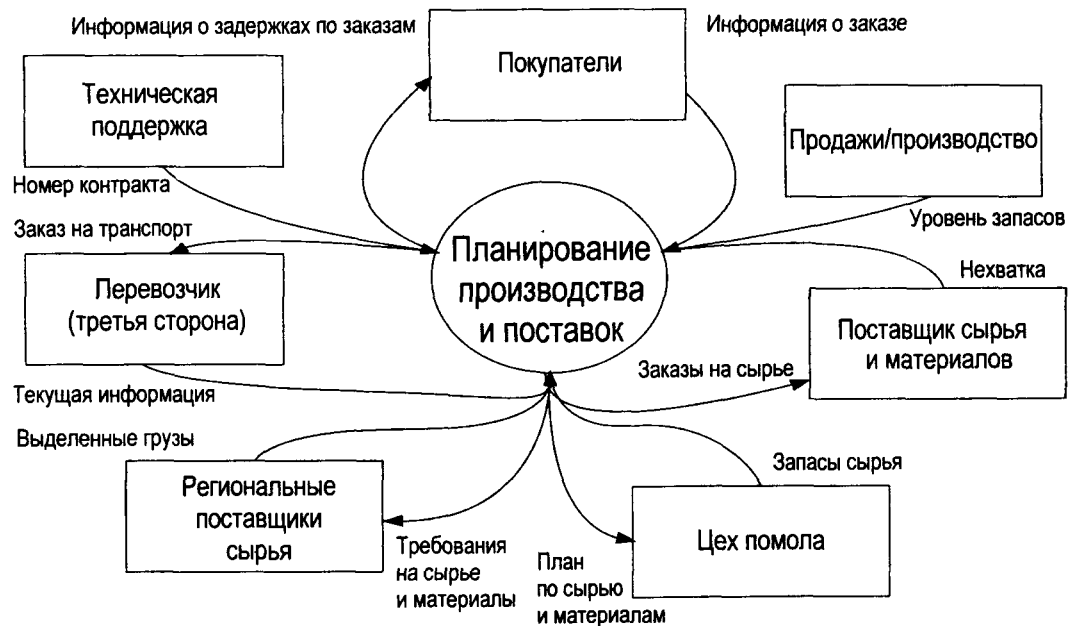 Информация о задержках по заказам
Информация о заказе
Покупатели
Техническая
поддержка
Продажи/производство
Номер контракта
Уровень запасов
Заказ на транспорт
Планирование
производства
и поставок
Нехватка
Перевозчик
(третья сторона)
Поставщик сырья
и материалов
Заказы на сырье
Текущая информация
Выделенные грузы
Запасы сырья
Региональные
поставщики
сырья
Цех помола
Требования
на сырье
и материалы
План
по сырью
и материалам